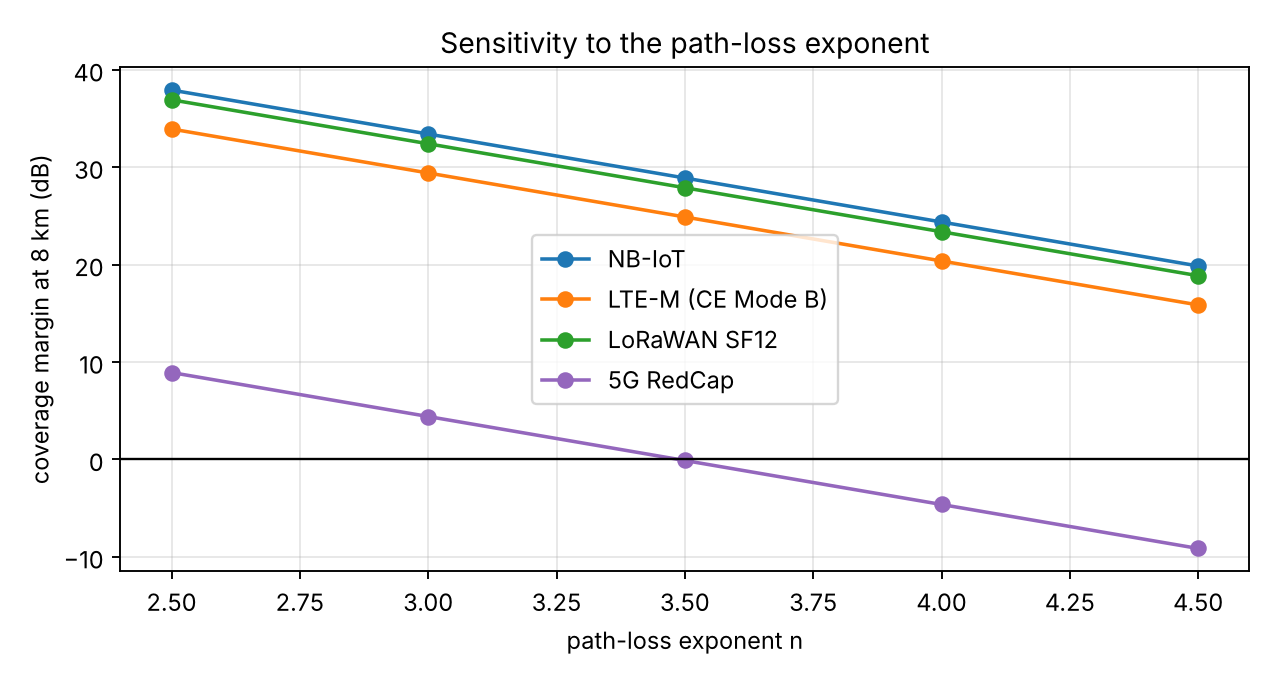 Sensitivity to the path-loss exponent
coverage margin at 8 km (dB)
40
30
20
10
0
−10
NB-IoT
LTE-M (CE Mode B)
LoRaWAN SF12
5G RedCap
2.50 2.75 3.00 3.25 3.50 3.75 4.00 4.25 4.50
path-loss exponent n